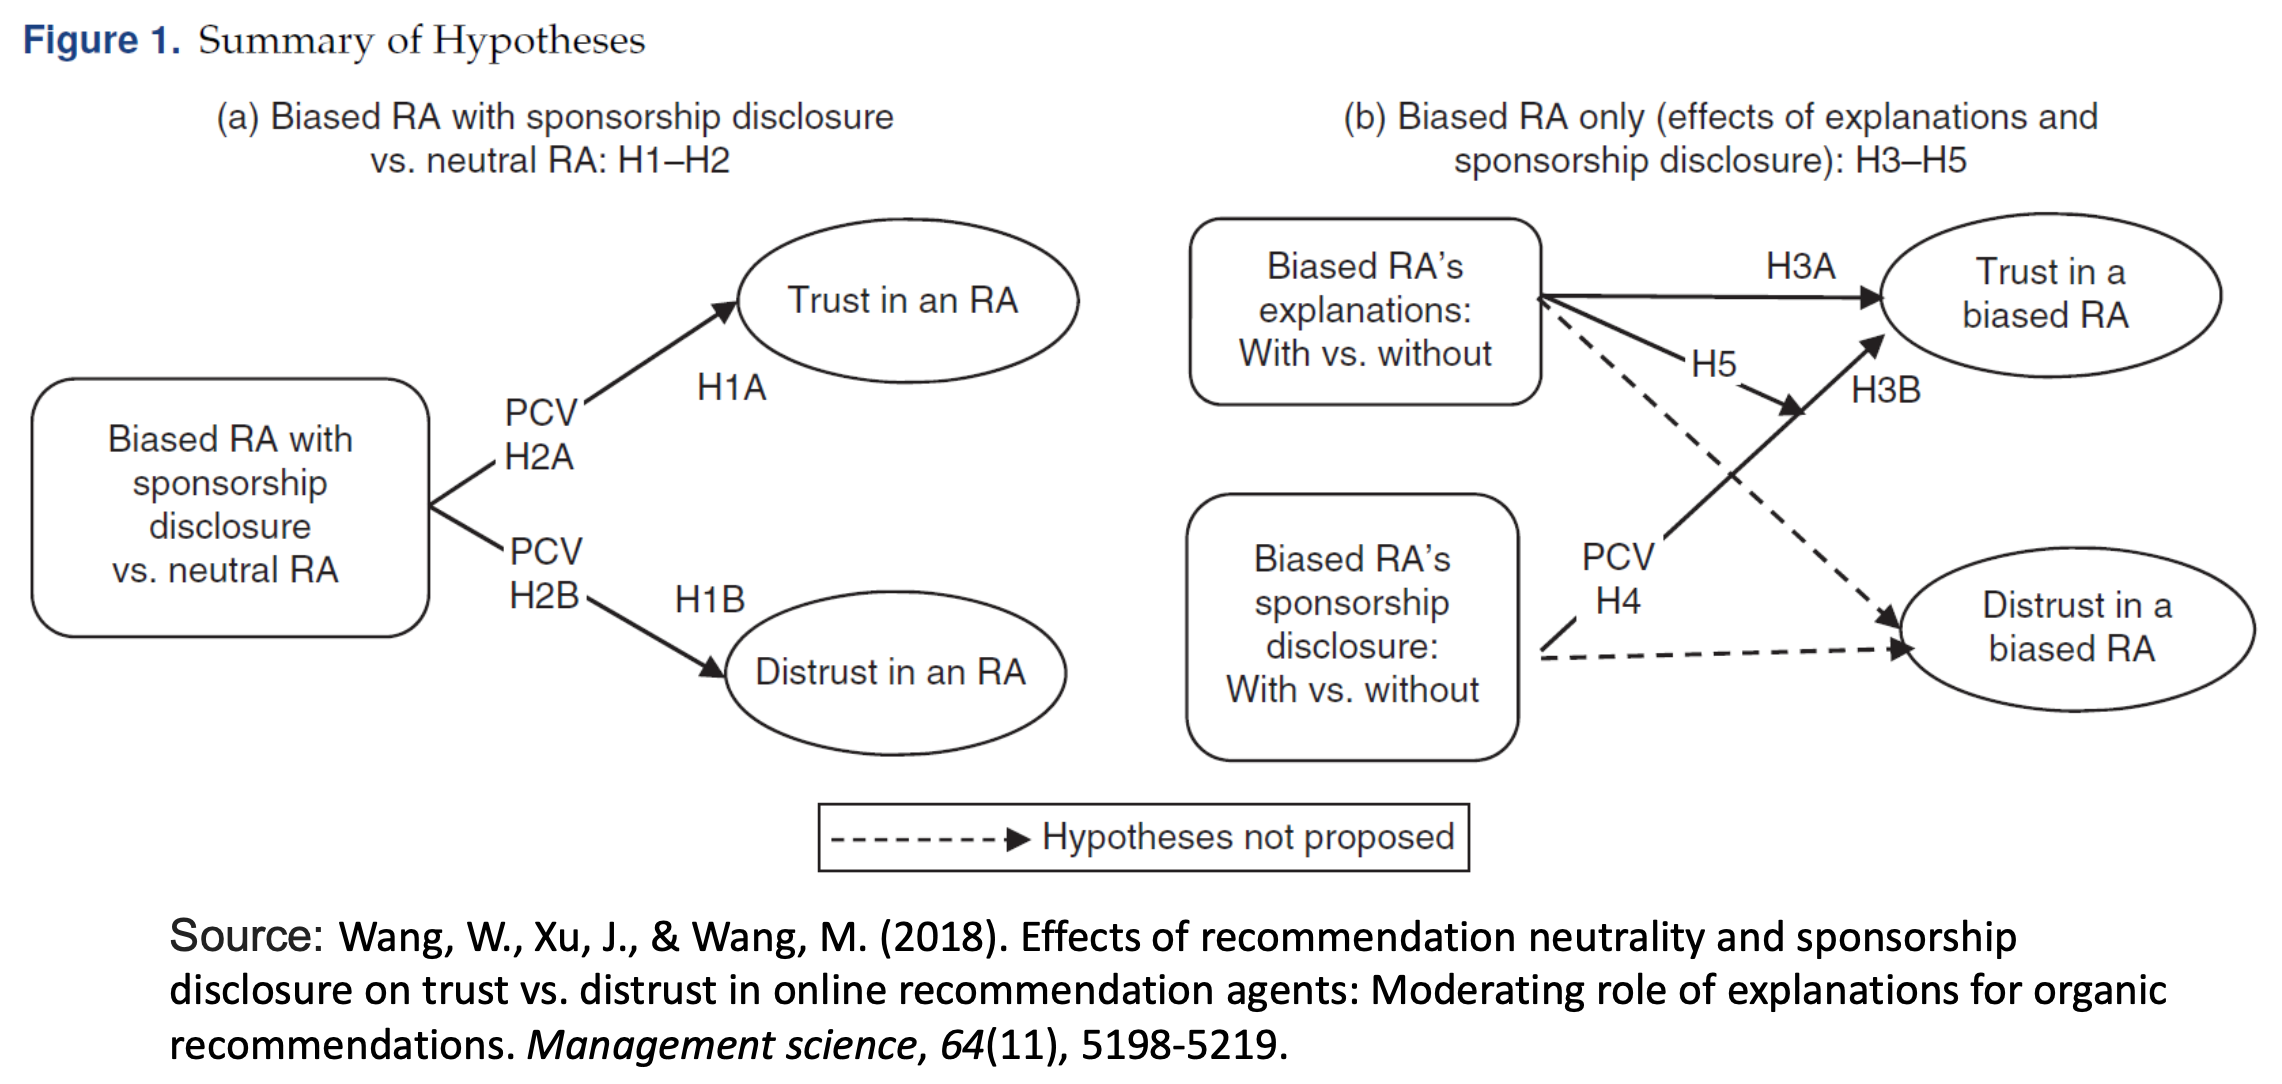 Figure 1. Summary of Hypotheses
(a) Biased RA with sponsorship disclosure
vs. neutral RA: H1–H2
Trust in an RA
H1A
PCV
H2A
Biased RA with
sponsorship
disclosure
vs. neutral RA
PCV
H2B
H1B
Distrust in an RA
(b) Biased RA only (effects of explanations and
sponsorship disclosure): H3–H5
Biased RA’s
explanations:
With vs. without
H3A
Trust in a
biased RA
H5
H3B
Biased RA’s
sponsorship
disclosure:
With vs. without
PCV
H4
Distrust in a
biased RA
Hypotheses not proposed
Source: Wang, W., Xu, J., & Wang, M. (2018). Effects of recommendation neutrality and sponsorship
disclosure on trust vs. distrust in online recommendation agents: Moderating role of explanations for organic
recommendations. Management science, 64(11), 5198-5219.